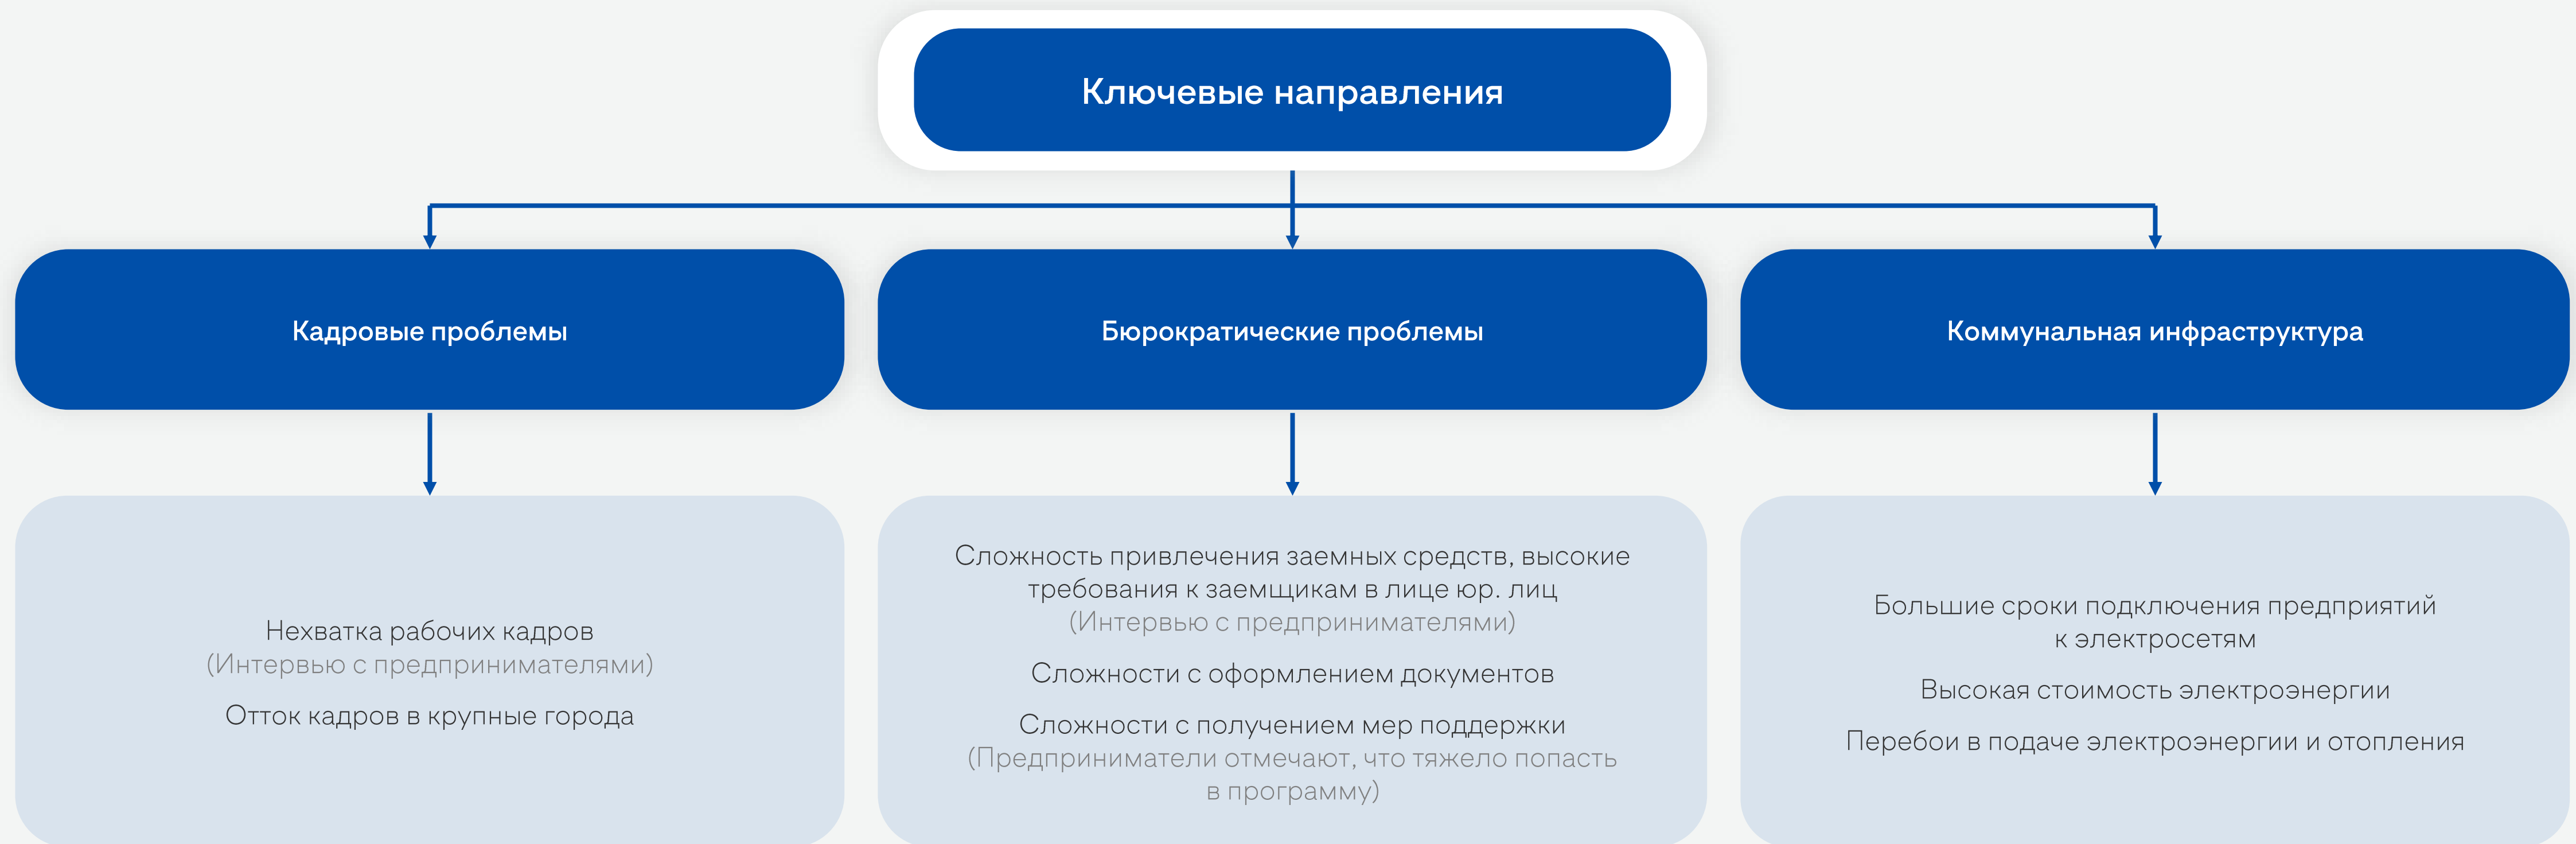 Ключевые направления
Кадровые проблемы
Бюрократические проблемы
Коммунальная инфраструктура
Нехватка рабочих кадров
(Интервью с предпринимателями)
Отток кадров в крупные города
Сложность привлечения заемных средств, высокие
требования к заемщикам в лице юр. лиц
(Интервью с предпринимателями)
Сложности с оформлением документов
Сложности с получением мер поддержки
(Предприниматели отмечают, что тяжело попасть
в программу)
Большие сроки подключения предприятий
к электросетям
Высокая стоимость электроэнергии
Перебои в подаче электроэнергии и отопления